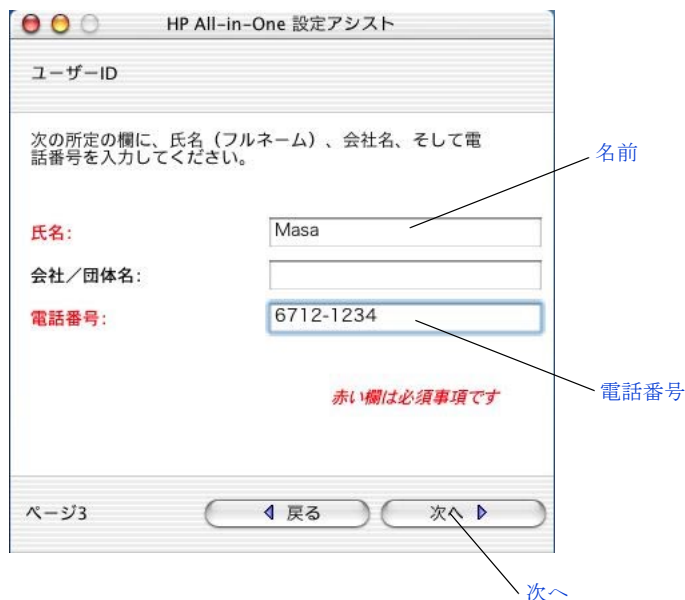 HP All-in-One 設定アシスト
ユーザーID
次の所定の欄に、氏名（フルネーム）、会社名、そして電
話番号を入力してください。
名前
氏名:
Masa
会社／団体名:
電話番号:
6712-1234
電話番号
赤い欄は必須事項です
ページ3
戻る
次へ
次へ